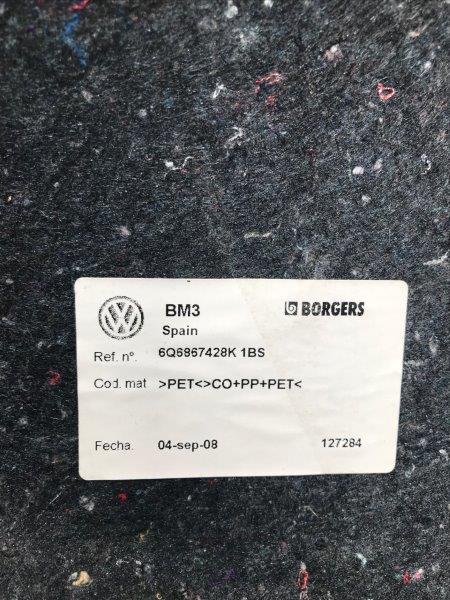 BM3
BORGERS
Spain
Ref. nº. 6Q6867428K 1BS
Cod. mat >PET<>CO+PP+PET<
Fecha. 04-sep-08 127284